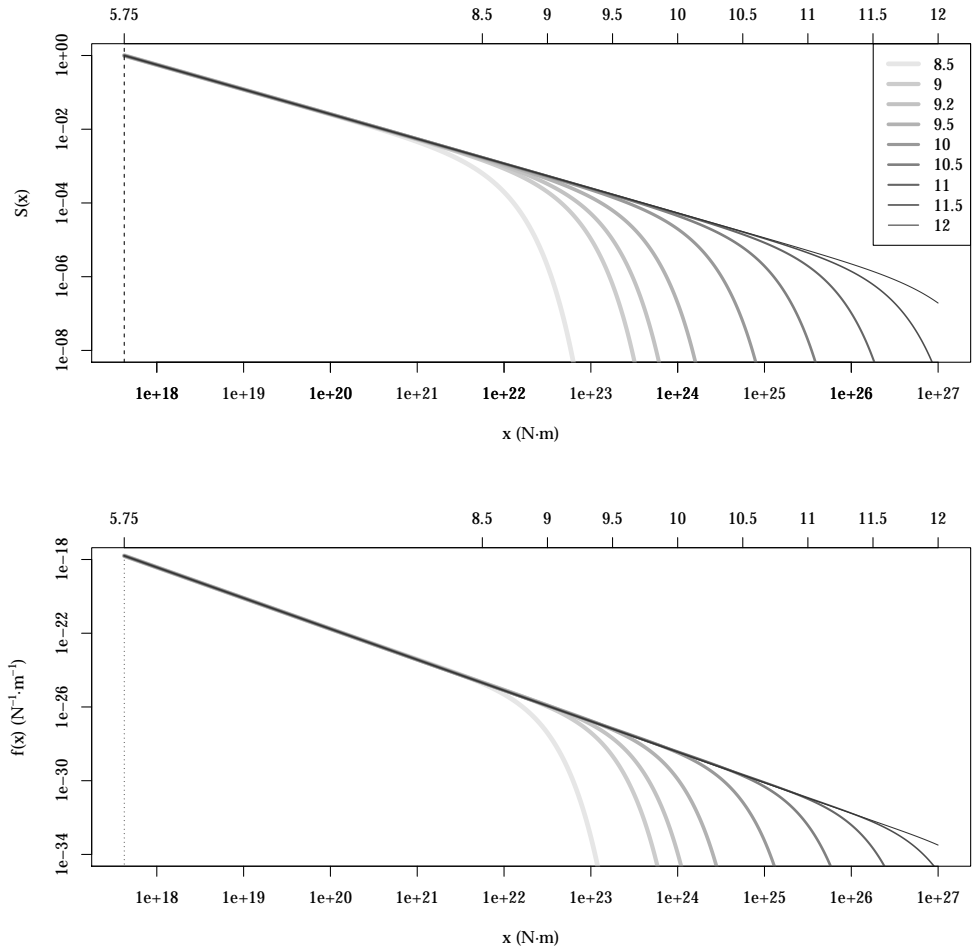 5.75 8.5 9 9.5 10 10.5 11 11.5 12
S(x)
1e+00
1e−02
1e−04
1e−06
1e−08
8.5
9
9.2
9.5
10
10.5
11
11.5
12
1e+18 1e+19 1e+20 1e+21 1e+22 1e+23 1e+24 1e+25 1e+26 1e+27
x (N·m)
5.75 8.5 9 9.5 10 10.5 11 11.5 12
f(x) (N⁻¹·m⁻¹)
1e−18
1e−22
1e−26
1e−30
1e−34
1e+18 1e+19 1e+20 1e+21 1e+22 1e+23 1e+24 1e+25 1e+26 1e+27
x (N·m)